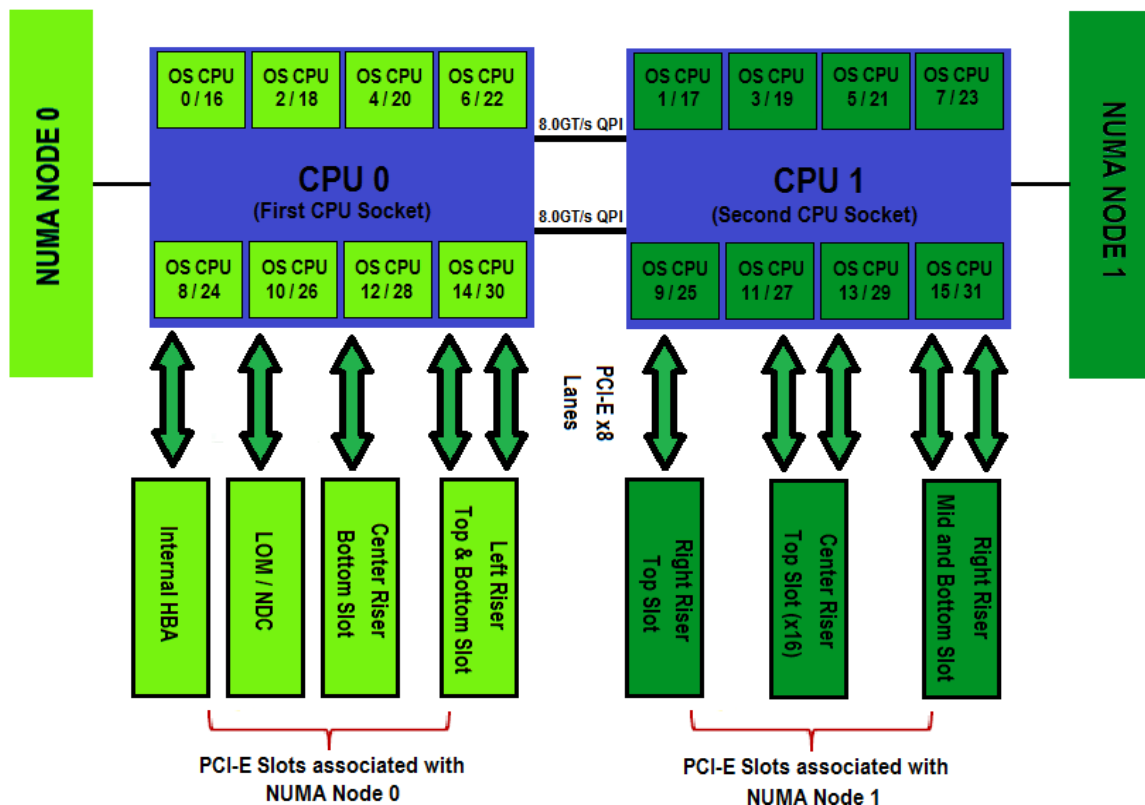 NUMA NODE 0
OS CPU
0 / 16
OS CPU
2 / 18
OS CPU
4 / 20
OS CPU
6 / 22
CPU 0
(First CPU Socket)
OS CPU
8 / 24
OS CPU
10 / 26
OS CPU
12 / 28
OS CPU
14 / 30
8.0GT/s QPI
8.0GT/s QPI
OS CPU
1 / 17
OS CPU
3 / 19
OS CPU
5 / 21
OS CPU
7 / 23
CPU 1
(Second CPU Socket)
OS CPU
9 / 25
OS CPU
11 / 27
OS CPU
13 / 29
OS CPU
15 / 31
NUMA NODE 1
PCI-E x8
Lanes
Internal HBA
LOM / NDC
Center Riser
Bottom Slot
Left Riser
Top & Bottom Slot
Right Riser
Top Slot
Center Riser
Top Slot (x16)
Right Riser
Mid and Bottom Slot
PCI-E Slots associated with
NUMA Node 0
PCI-E Slots associated with
NUMA Node 1